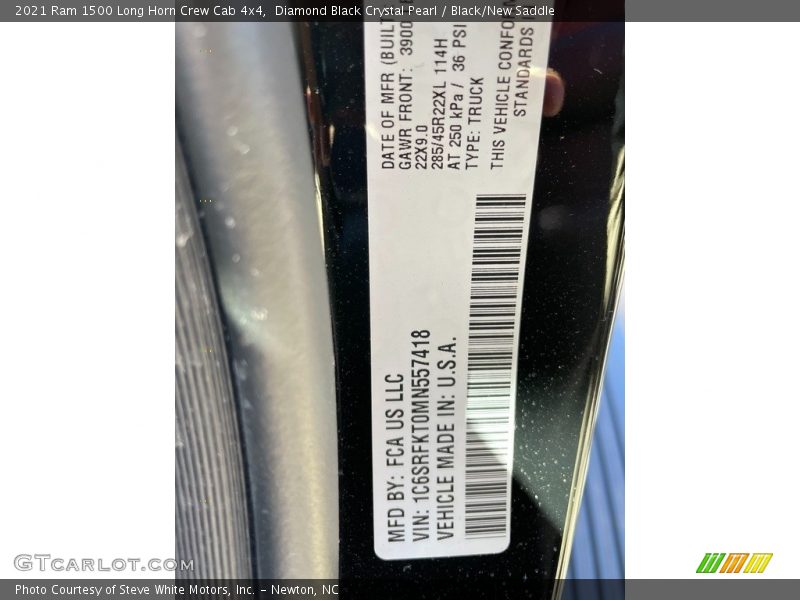 2021 Ram 1500 Long Horn Crew Cab 4x4, Diamond Black Crystal Pearl / Black/New Saddle
DATE OF MFR (BUILT
GAWR FRONT: 3900
22X9.0
285/45R22XL 114H
AT 250 kPa / 36 PSI
TYPE: TRUCK
THIS VEHICLE
STANDARDS
MFD BY: FCA US LLC
VIN: 1C6SRFKT0MN557418
VEHICLE MADE IN: U.S.A.
GTcarlot.com
Photo Courtesy of Steve White Motors, Inc. – Newton, NC